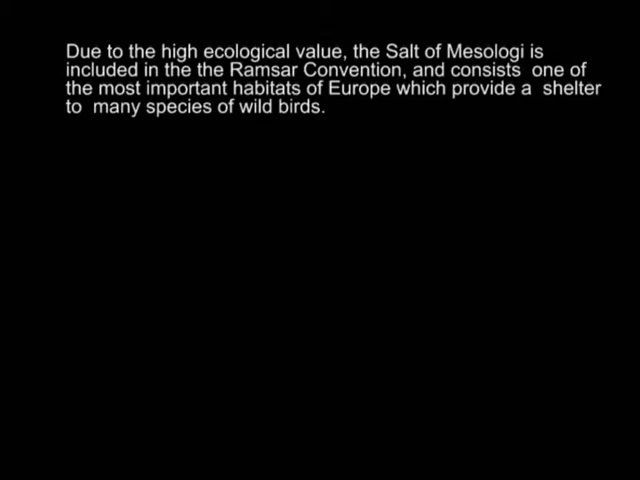 Due to the high ecological value, the Salt of Mesologi is
included in the the Ramsar Convention, and consists  one of
the most important habitats of Europe which provide a  shelter
to  many species of wild birds.